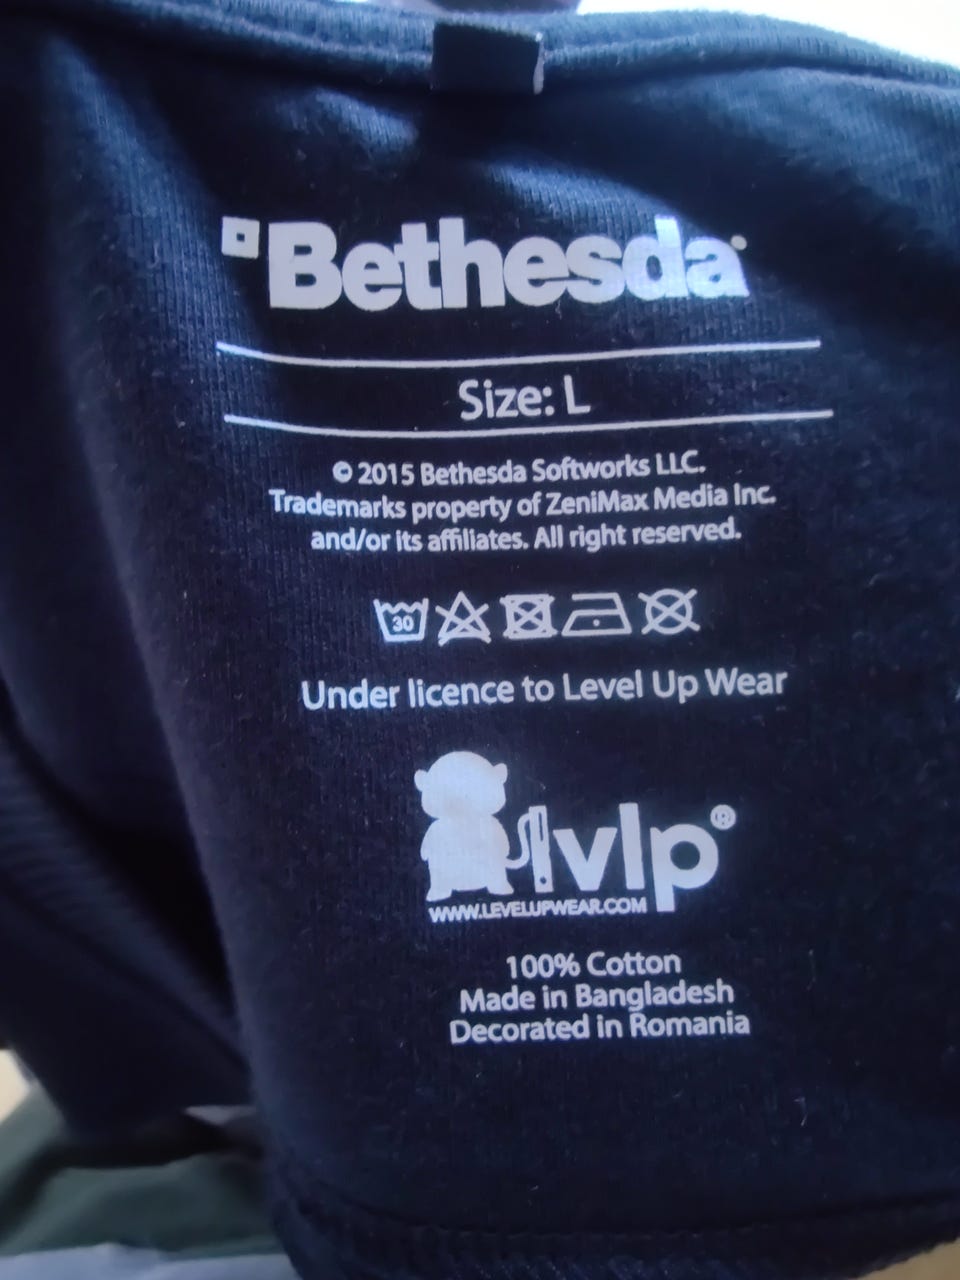 Bethesda
Size: L
© 2015 Bethesda Softworks LLC.
Trademarks property of ZeniMax Media Inc.
and/or its affiliates. All right reserved.
30
Under licence to Level Up Wear
lvlp®
WWW.LEVELUPWEAR.COM
100% Cotton
Made in Bangladesh
Decorated in Romania